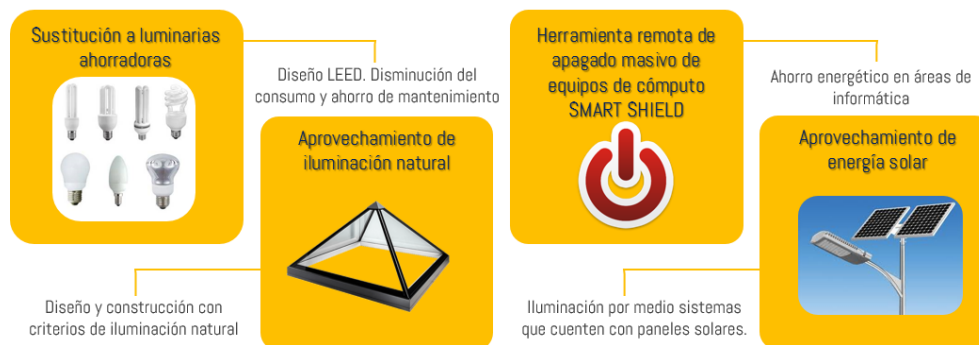 Sustitución a luminarias
ahorradoras
Diseño LEED. Disminución del
consumo y ahorro de mantenimiento
Aprovechamiento de
iluminación natural
Diseño y construcción con
criterios de iluminación natural
Herramienta remota de
apagado masivo de
equipos de cómputo
SMART SHIELD
Ahorro energético en áreas de
informática
Aprovechamiento de
energía solar
Iluminación por medio sistemas
que cuenten con paneles solares.